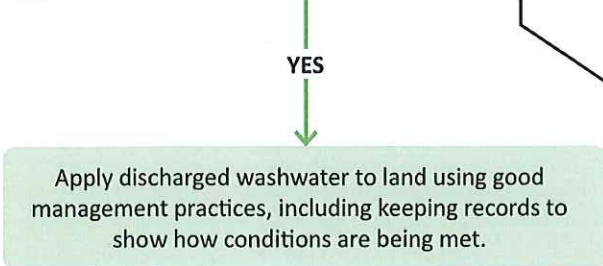 YES
Apply discharged washwater to land using good
management practices, including keeping records to
show how conditions are being met.